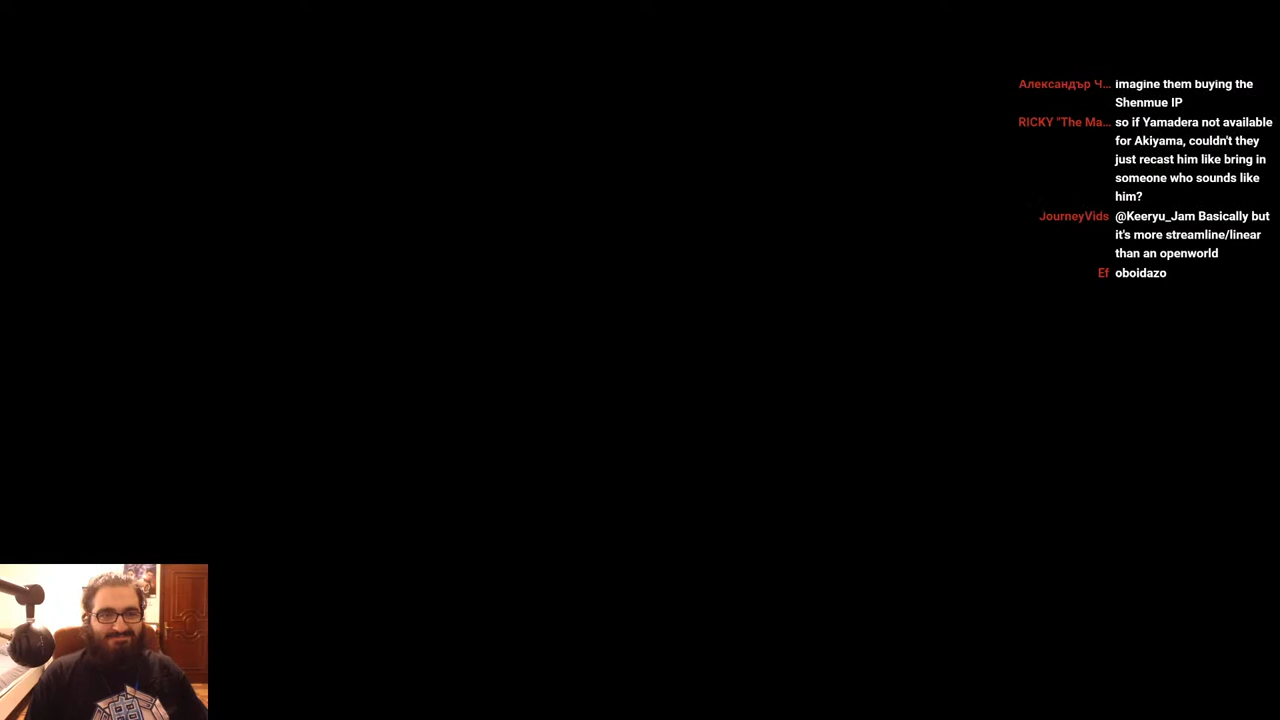 Александър Ч... imagine them buying the
Shenmue IP
RICKY "The Ma... so if Yamadera not available
for Akiyama, couldn't they
just recast him like bring in
someone who sounds like
him?
JourneyVids @Keeryu_Jam Basically but
it's more streamline/linear
than an openworld
Ef oboidazo